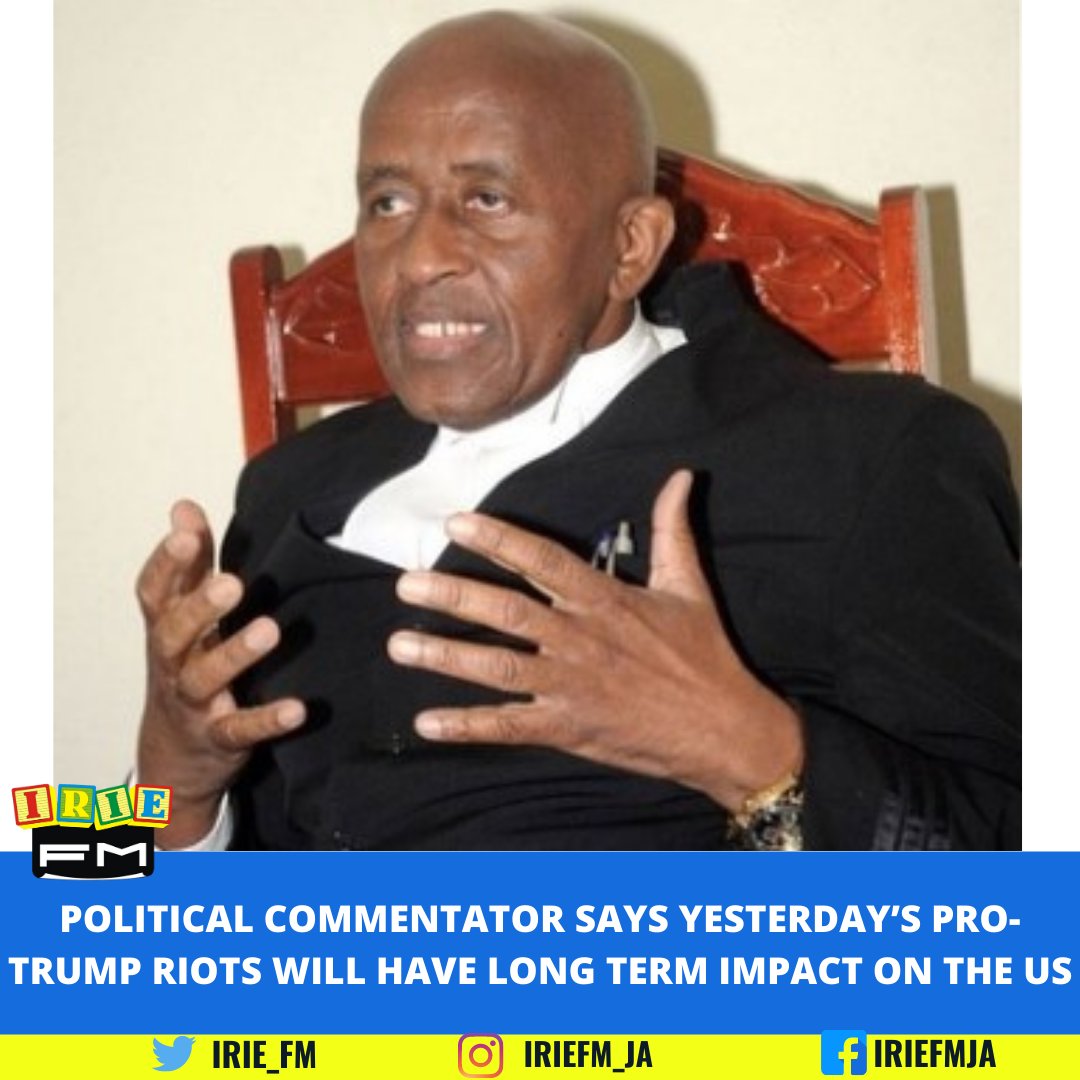 IRIE
FM
POLITICAL COMMENTATOR SAYS YESTERDAY’S PRO-
TRUMP RIOTS WILL HAVE LONG TERM IMPACT ON THE US
IRIE_FM IRIEFM_JA IRIEFMJA